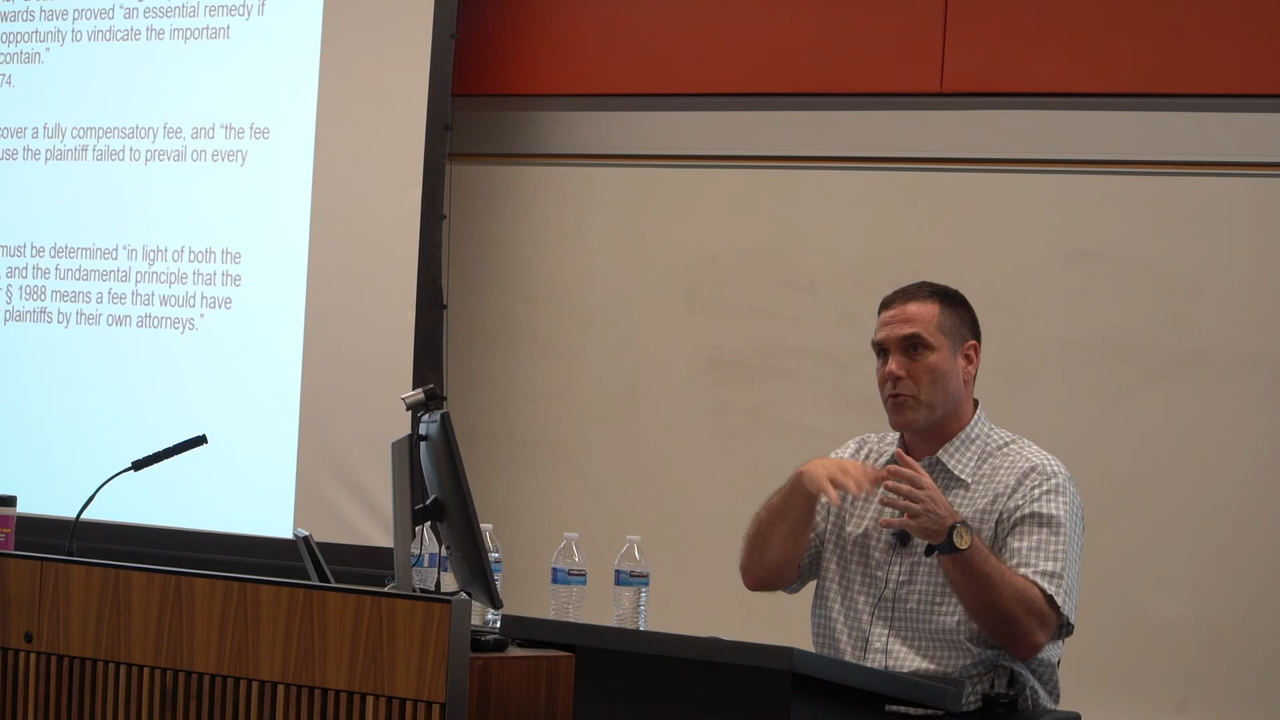 wards have proved “an essential remedy if
opportunity to vindicate the important
contain.”
74.
cover a fully compensatory fee, and “the fee
use the plaintiff failed to prevail on every
must be determined “in light of both the
, and the fundamental principle that the
r § 1988 means a fee that would have
plaintiffs by their own attorneys.”